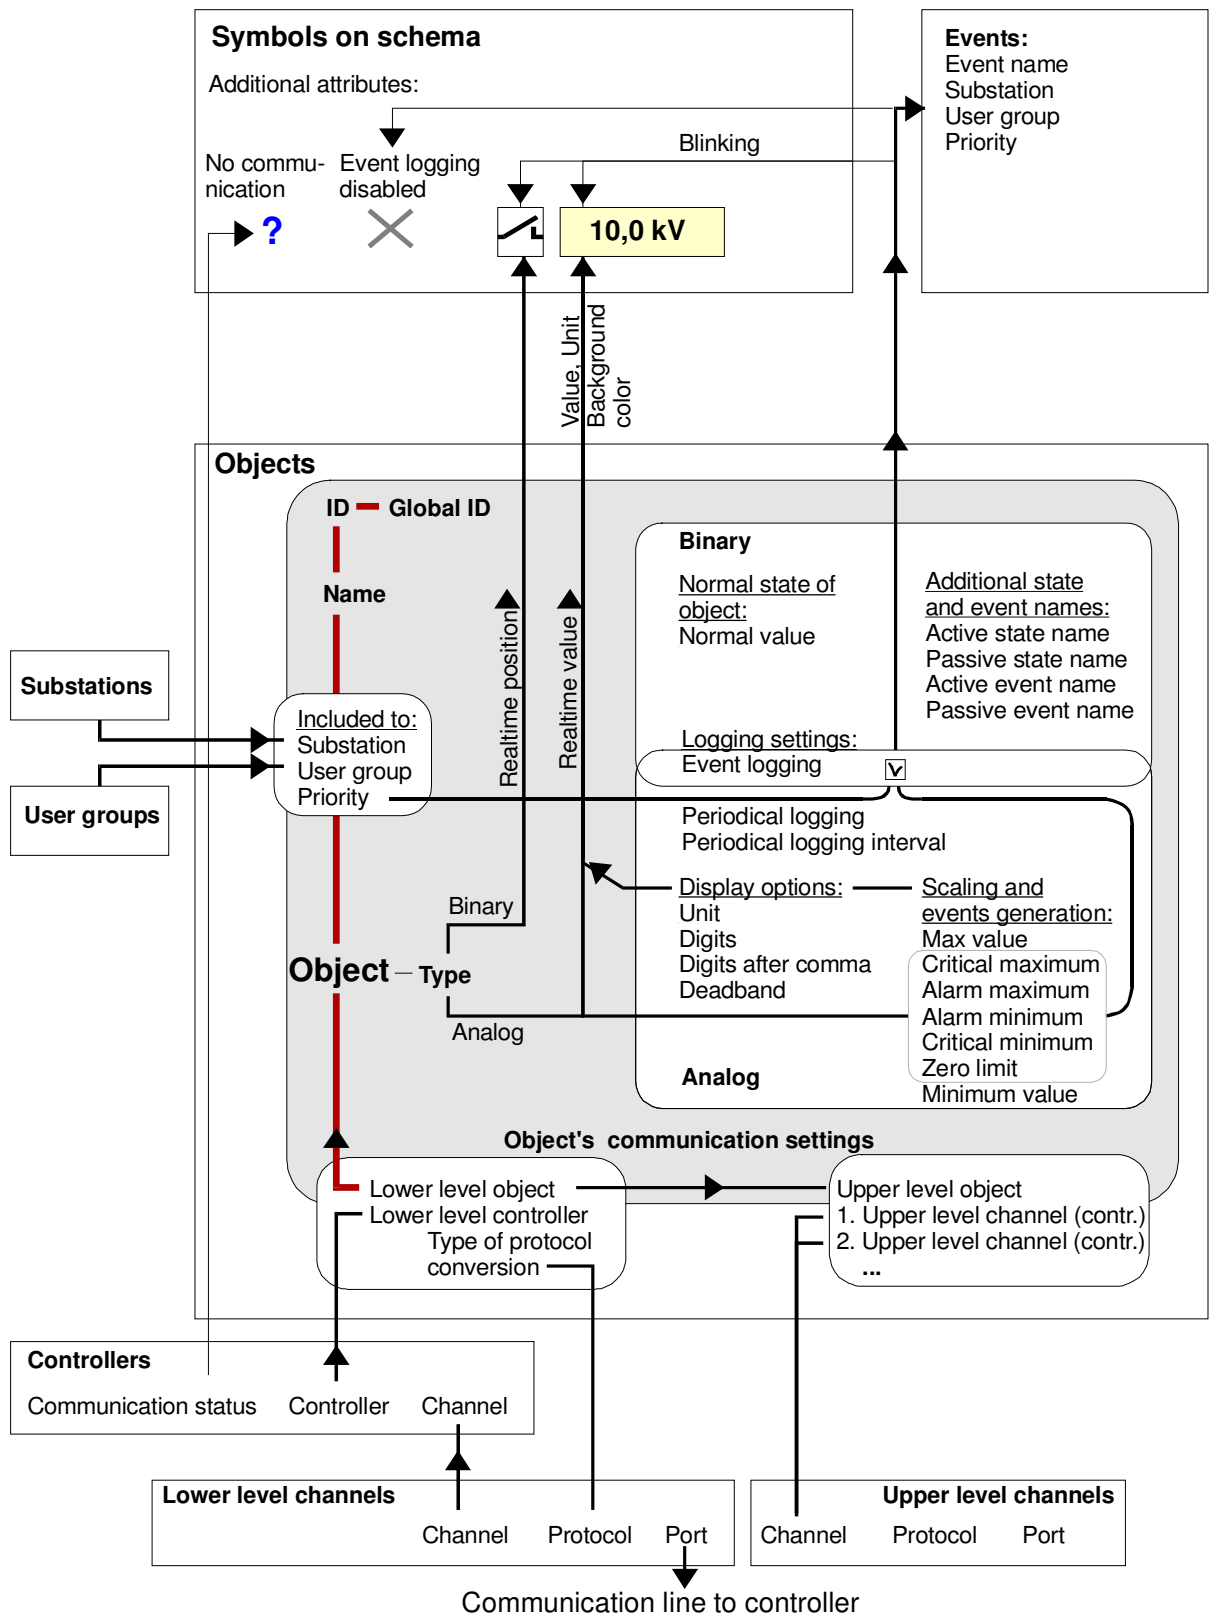 Symbols on schema
Additional attributes:
No commu-
nication
Event logging
disabled
?
Blinking
10,0 kV
Events:
Event name
Substation
User group
Priority
Value, Unit
Background
color
Objects
ID
Global ID
Name
Realtime position
Realtime value
Binary
Normal state of
object:
Normal value
Additional state
and event names:
Active state name
Passive state name
Active event name
Passive event name
Substations
User groups
Included to:
Substation
User group
Priority
Logging settings:
Event logging
Periodical logging
Periodical logging interval
Display options:
Unit
Digits
Digits after comma
Deadband
Scaling and
events generation:
Max value
Critical maximum
Alarm maximum
Alarm minimum
Critical minimum
Zero limit
Minimum value
Binary
Object
Type
Analog
Analog
Object's communication settings
Lower level object
Lower level controller
Type of protocol
conversion
Upper level object
1. Upper level channel (contr.)
2. Upper level channel (contr.)
...
Controllers
Communication status
Controller
Channel
Lower level channels
Channel
Protocol
Port
Upper level channels
Channel
Protocol
Port
Communication line to controller